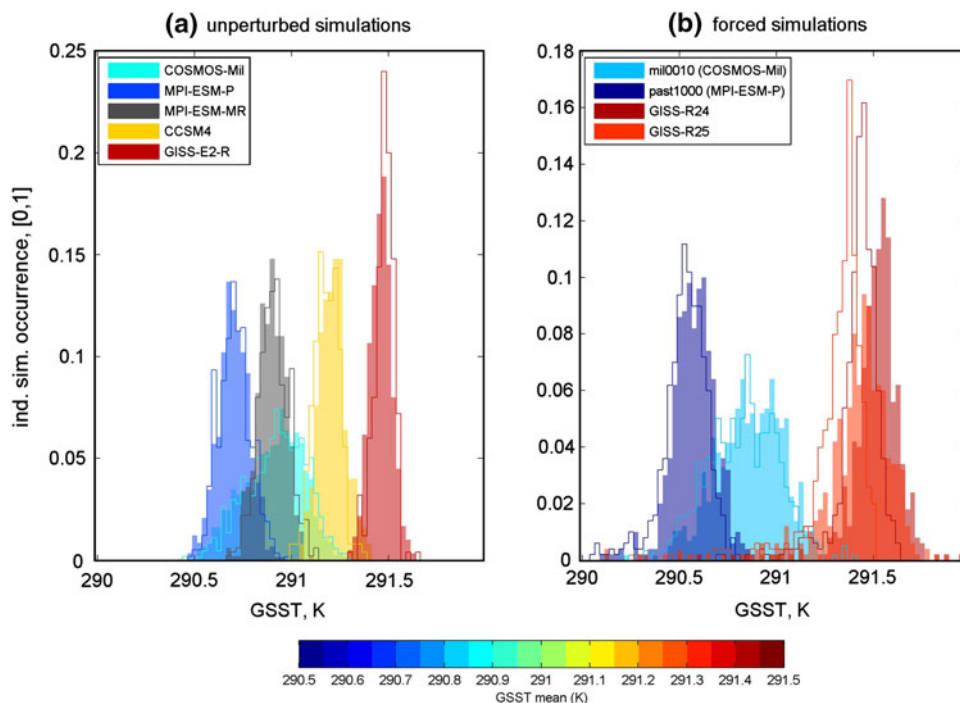 (a) unperturbed simulations
0.25
0.2
0.15
0.1
0.05
0
ind. sim. occurrence, [0,1]
COSMOS-Mil
MPI-ESM-P
MPI-ESM-MR
CCSM4
GISS-E2-R
290
290.5
291
291.5
GSST, K
(b) forced simulations
0.18
0.16
0.14
0.12
0.1
0.08
0.06
0.04
0.02
0
mil0010 (COSMOS-Mil)
past1000 (MPI-ESM-P)
GISS-R24
GISS-R25
290
290.5
291
291.5
GSST, K
290.5 290.6 290.7 290.8 290.9 291 291.1 291.2 291.3 291.4 291.5
GSST mean (K)